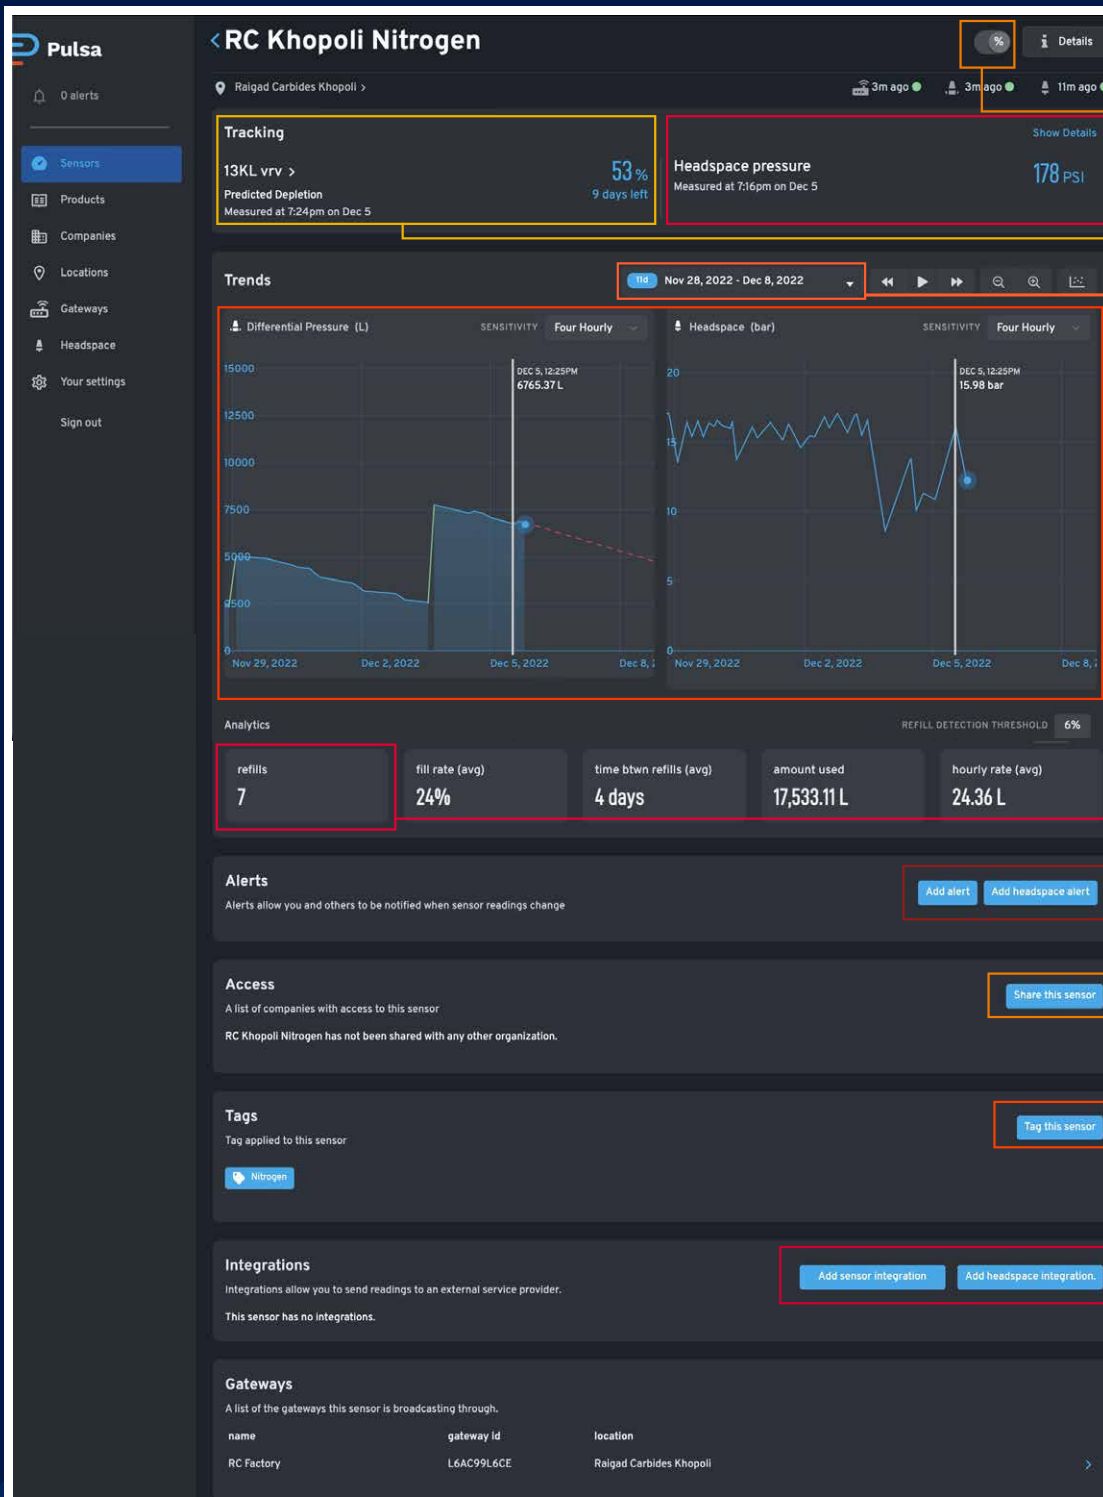 Pulsa
0 alerts
Sensors
Products
Companies
Locations
Gateways
Headspace
Your settings
Sign out
RC Khopoli Nitrogen
%
Details
Raigad Carbides Khopoli >
3m ago
3m ago
11m ago
Tracking
13KL vrv >
Predicted Depletion
Measured at 7:24pm on Dec 5
53 %
9 days left
Show Details
Headspace pressure
Measured at 7:16pm on Dec 5
178 PSI
Trends
11d Nov 28, 2022 - Dec 8, 2022
Differential Pressure (L)
SENSITIVITY Four Hourly
15000
12500
10000
7500
5000
2500
0
DEC 5, 12:25PM
6765.37 L
Nov 29, 2022 Dec 2, 2022 Dec 5, 2022 Dec 8,
Headspace (bar)
SENSITIVITY Four Hourly
20
15
10
5
0
DEC 5, 12:25PM
15.98 bar
Nov 29, 2022 Dec 2, 2022 Dec 5, 2022 Dec 8,
Analytics
REFILL DETECTION THRESHOLD 6%
refills
7
fill rate (avg)
24%
time btwn refills (avg)
4 days
amount used
17,533.11 L
hourly rate (avg)
24.36 L
Alerts
Alerts allow you and others to be notified when sensor readings change
Add alert
Add headspace alert
Access
A list of companies with access to this sensor
RC Khopoli Nitrogen has not been shared with any other organization.
Share this sensor
Tags
Tag applied to this sensor
Nitrogen
Tag this sensor
Integrations
Integrations allow you to send readings to an external service provider.
This sensor has no integrations.
Add sensor integration
Add headspace integration.
Gateways
A list of the gateways this sensor is broadcasting through.
name gateway id location
RC Factory L6AC99L6CE Raigad Carbides Khopoli >